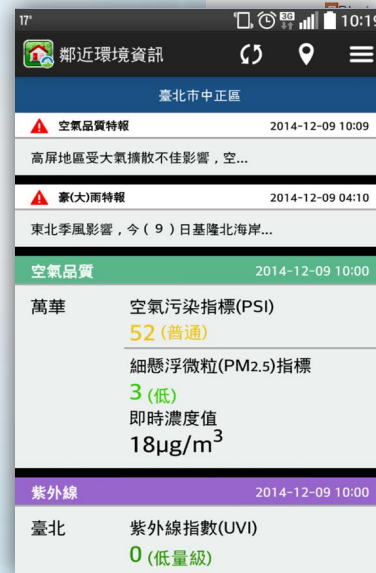 17°
3G
10:19
鄰近環境資訊
臺北市中正區
空氣品質特報 2014-12-09 10:09
高屏地區受大氣擴散不佳影響，空...
豪(大)雨特報 2014-12-09 04:10
東北季風影響，今（9）日基隆北海岸...
空氣品質 2014-12-09 10:00
萬華 空氣污染指標(PSI)
52 (普通)
細懸浮微粒(PM2.5)指標
3 (低)
即時濃度值
18μg/m³
紫外線 2014-12-09 10:00
臺北 紫外線指數(UVI)
0 (低量級)